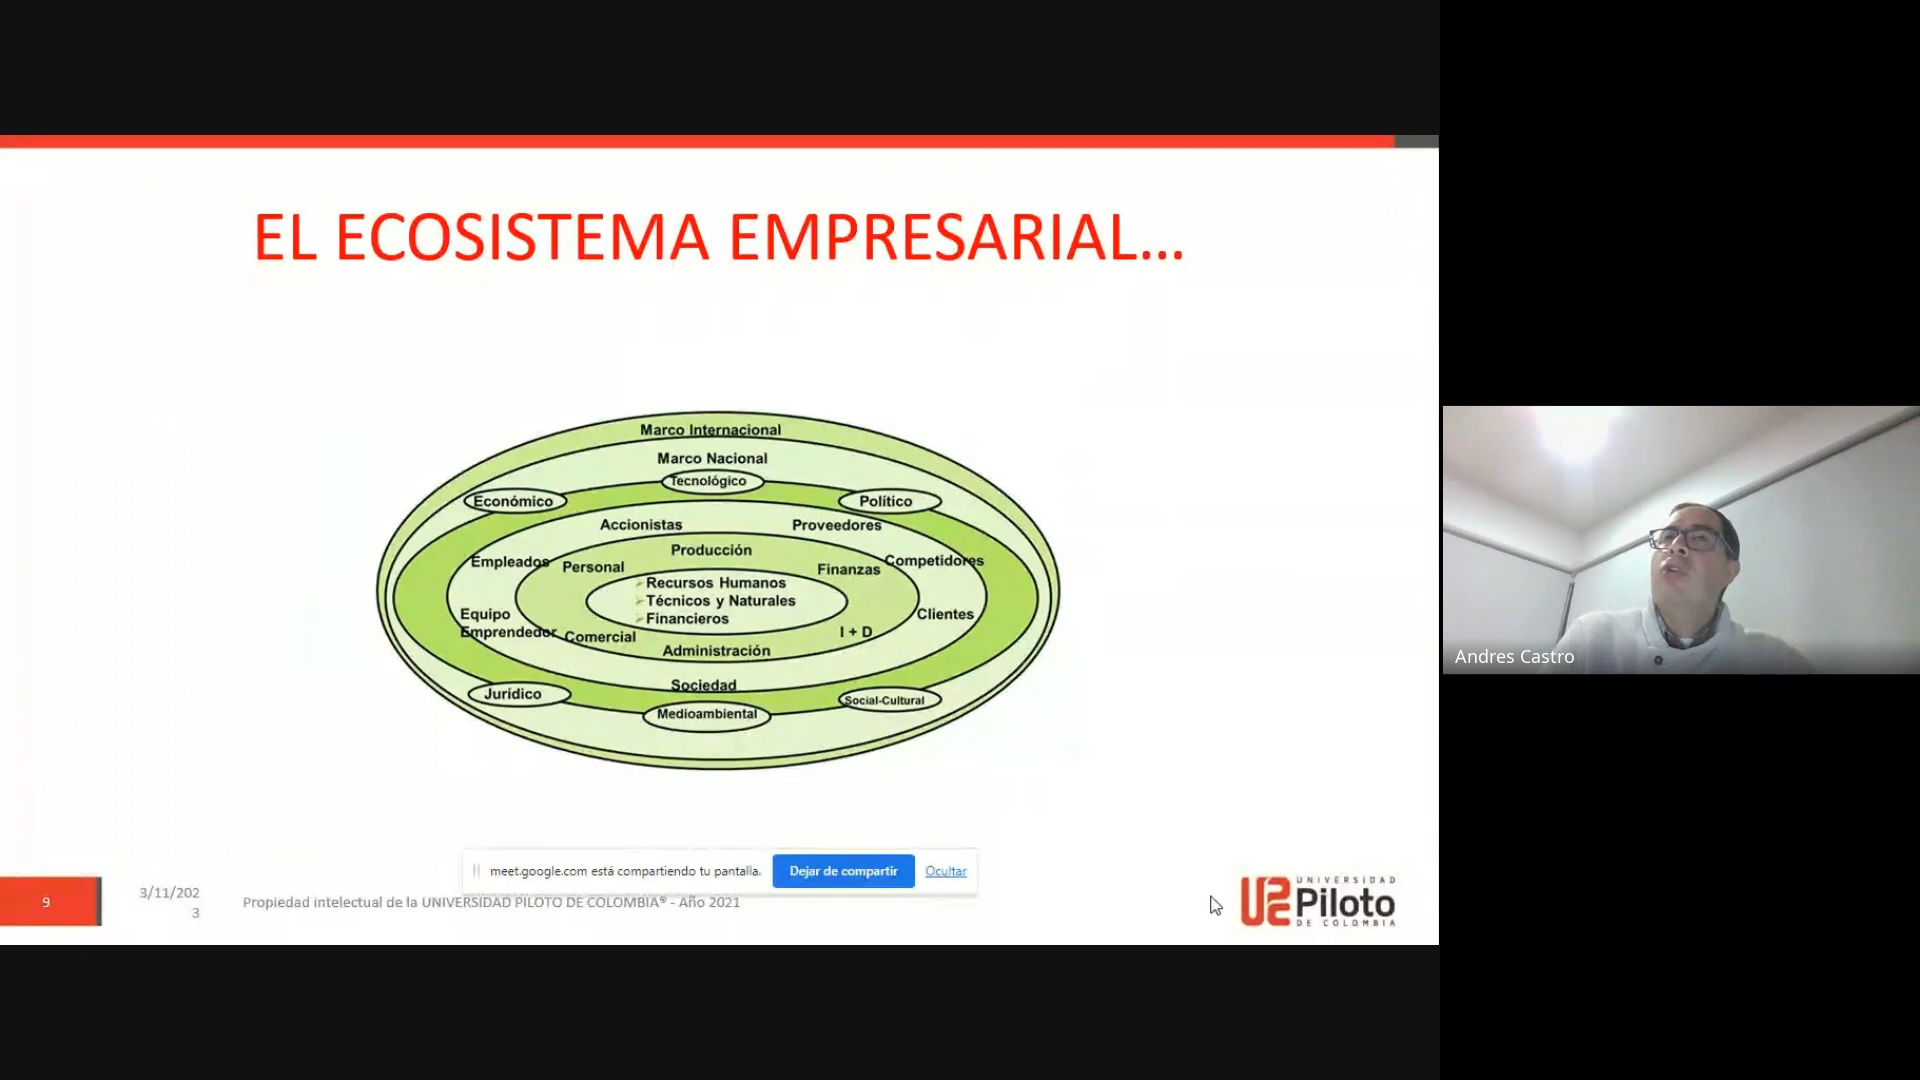 EL ECOSISTEMA EMPRESARIAL...
Marco Internacional
Marco Nacional
Tecnológico
Económico
Político
Accionistas
Proveedores
Producción
Empleados
Personal
Finanzas
Competidores
Recursos Humanos
Técnicos y Naturales
Financieros
Equipo
Emprendedor
Clientes
Comercial
I + D
Administración
Sociedad
Jurídico
Medioambiental
Social-Cultural
Andres Castro
meet.google.com está compartiendo tu pantalla.
Dejar de compartir
Ocultar
9
3/11/202
3
Propiedad intelectual de la UNIVERSIDAD PILOTO DE COLOMBIA® - Año 2021
UNIVERSIDAD
Piloto
DE COLOMBIA